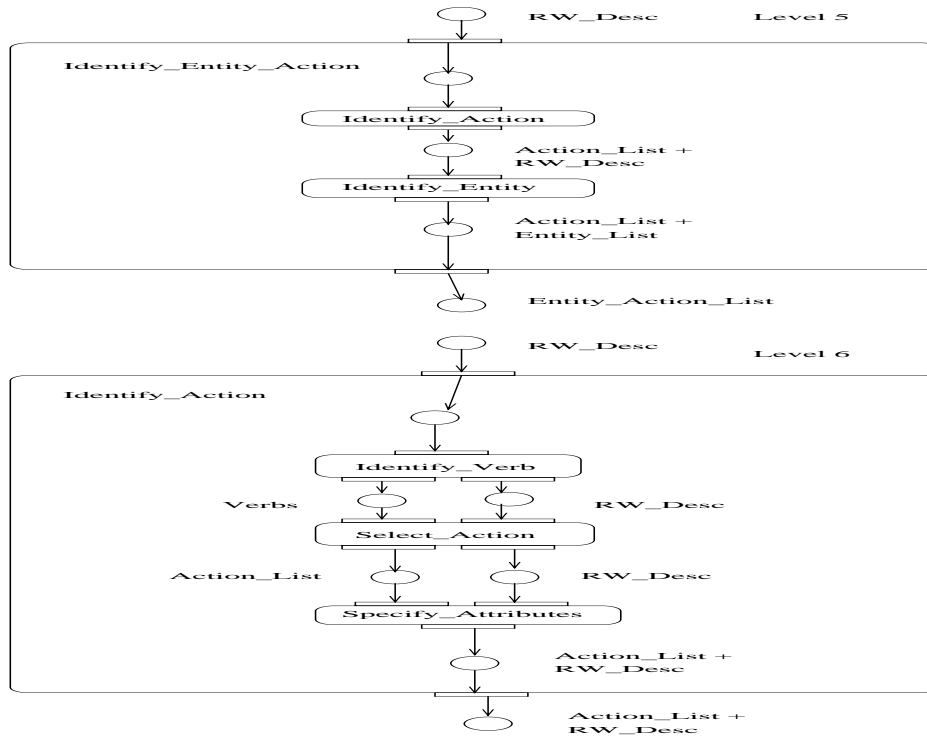 RW_Desc Level 5
Identify_Entity_Action
Identify_Action
Action_List +
RW_Desc
Identify_Entity
Action_List +
Entity_List
Entity_Action_List
RW_Desc
Level 6
Identify_Action
Identify_Verb
Verbs RW_Desc
Select_Action
Action_List RW_Desc
Specify_Attributes
Action_List +
RW_Desc
Action_List +
RW_Desc